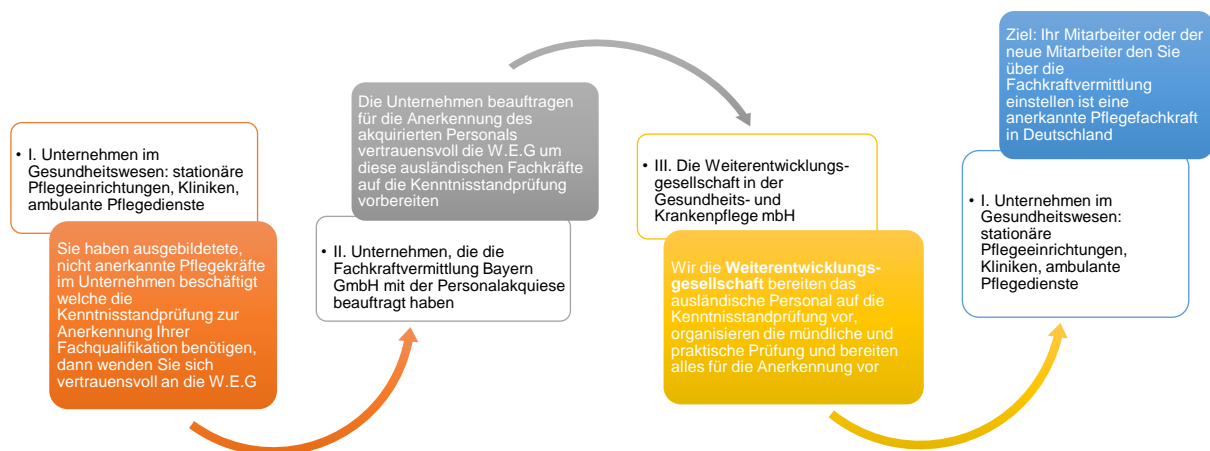 • I. Unternehmen im
Gesundheitswesen: stationäre
Pflegeeinrichtungen, Kliniken,
ambulante Pflegedienste
Sie haben ausgebildetete,
nicht anerkannte Pflegekräfte
im Unternehmen beschäftigt
welche die
Kenntnisstandprüfung zur
Anerkennung Ihrer
Fachqualifikation benötigen,
dann wenden Sie sich
vertrauensvoll an die W.E.G
Die Unternehmen beauftragen
für die Anerkennung des
akquirierten Personals
vertrauensvoll die W.E.G um
diese ausländischen Fachkräfte
auf die Kenntnisstandprüfung
vorbereiten
• II. Unternehmen, die die
Fachkraftvermittlung Bayern
GmbH mit der Personalakquiese
beauftragt haben
• III. Die Weiterentwicklungs-
gesellschaft in der
Gesundheits- und
Krankenpflege mbH
Wir die Weiterentwicklungs-
gesellschaft bereiten das
ausländische Personal auf die
Kenntnisstandprüfung vor,
organisieren die mündliche und
praktische Prüfung und bereiten
alles für die Anerkennung vor
Ziel: Ihr Mitarbeiter oder der
neue Mitarbeiter den Sie
über die
Fachkraftvermittlung
einstellen ist eine
anerkannte Pflegefachkraft
in Deutschland
• I. Unternehmen im
Gesundheitswesen:
stationäre
Pflegeeinrichtungen,
Kliniken, ambulante
Pflegedienste